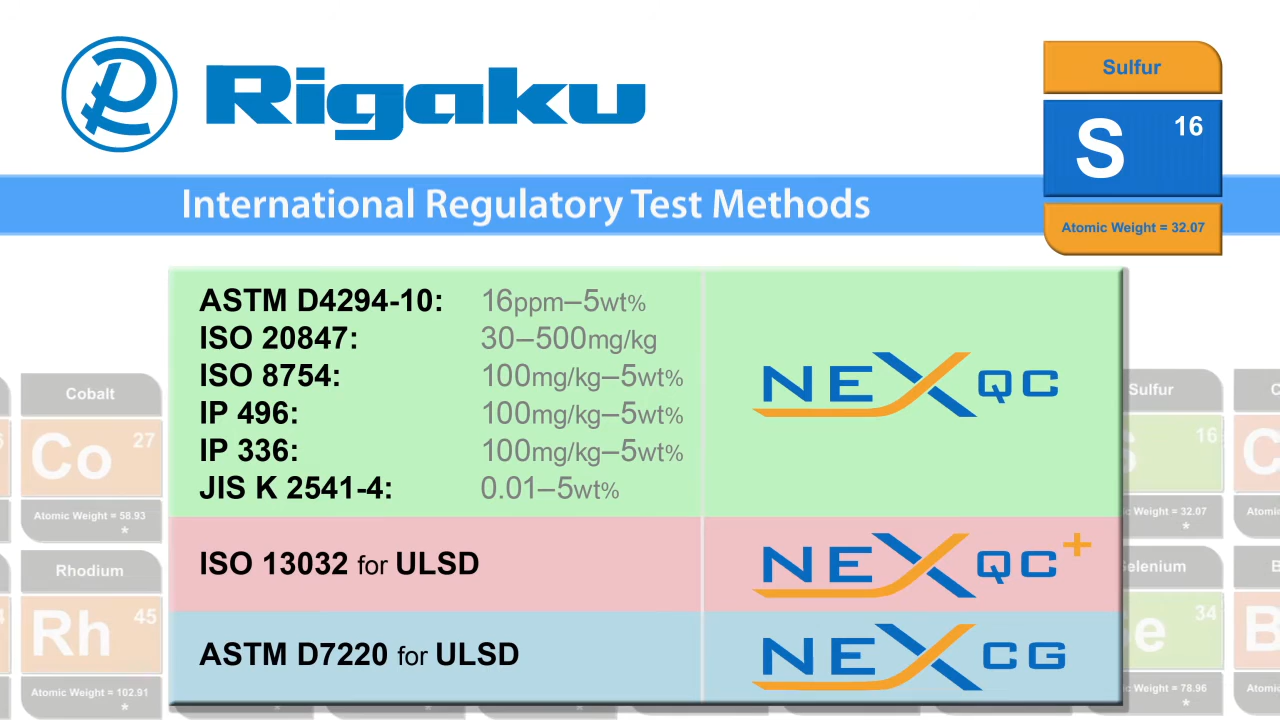 Rigaku
Sulfur
S 16
Atomic Weight = 32.07
International Regulatory Test Methods
ASTM D4294-10: 16ppm–5wt%
ISO 20847: 30–500mg/kg
ISO 8754: 100mg/kg–5wt%
IP 496: 100mg/kg–5wt%
IP 336: 100mg/kg–5wt%
JIS K 2541-4: 0.01–5wt%
NEX QC
ISO 13032 for ULSD
NEX QC+
ASTM D7220 for ULSD
NEX CG
Cobalt
Co 27
Atomic Weight = 58.93
*
Rhodium
Rh 45
Atomic Weight = 102.91
*
Sulfur
S 16
= 32.07
*
Selenium
Se 34
= 78.96
*